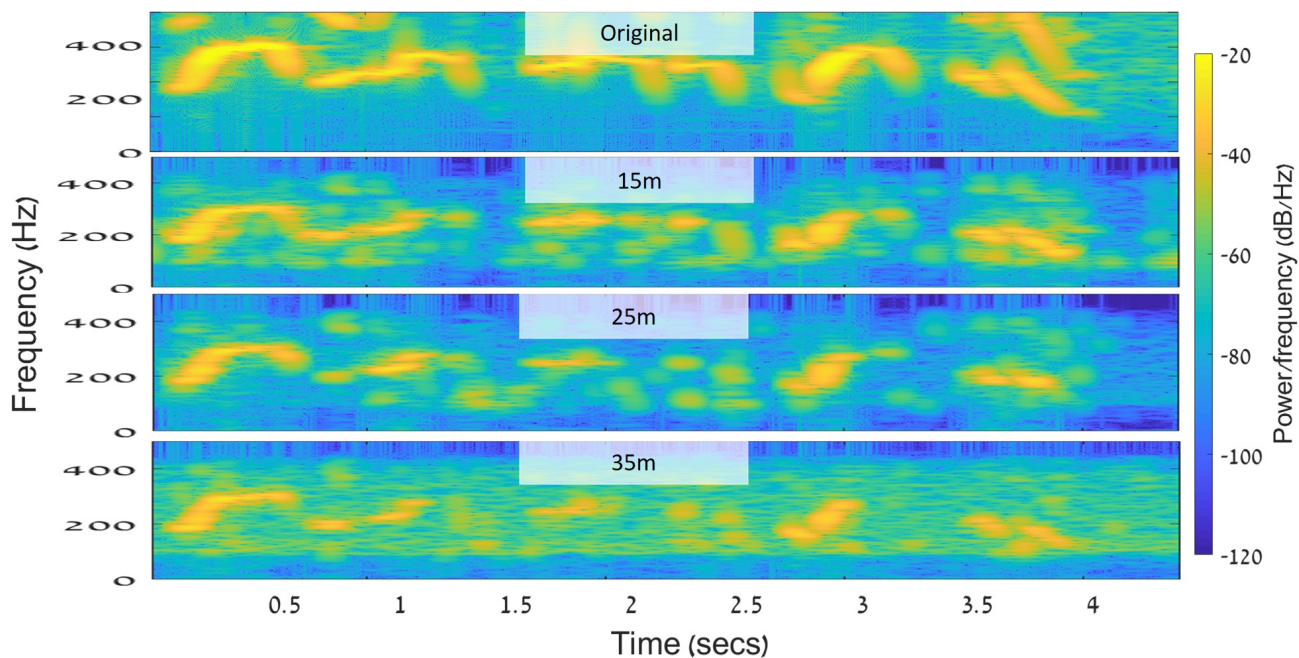 Original
400
200
0
15m
400
200
0
25m
400
200
0
35m
400
200
0
Frequency (Hz)
0.5 1 1.5 2 2.5 3 3.5 4
Time (secs)
-20
-40
-60
-80
-100
-120
Power/frequency (dB/Hz)